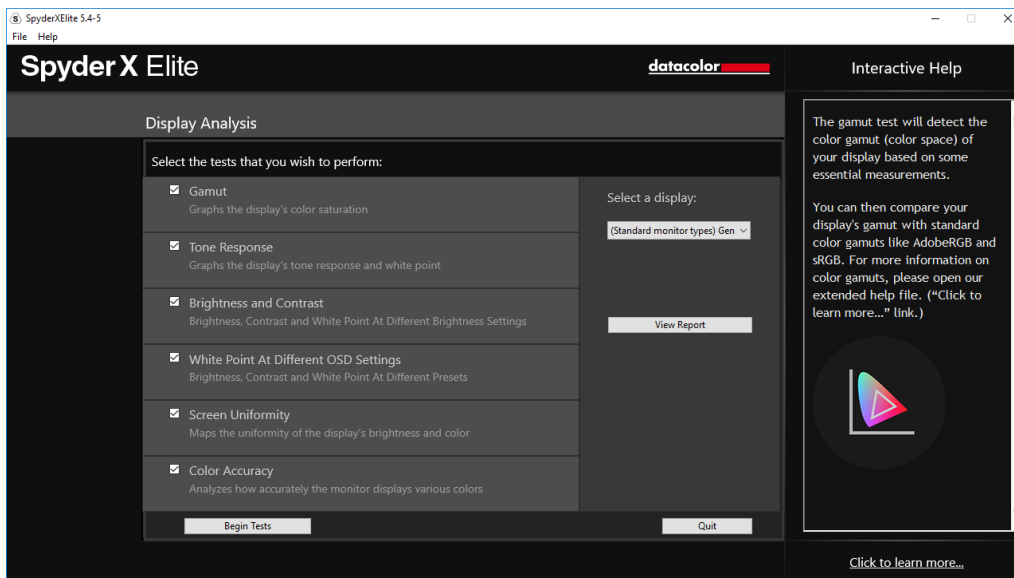 SpyderXElite 5.4-5
File Help
Spyder X Elite
datacolor
Interactive Help
Display Analysis
Select the tests that you wish to perform:
Gamut
Graphs the display's color saturation
Tone Response
Graphs the display's tone response and white point
Brightness and Contrast
Brightness, Contrast and White Point At Different Brightness Settings
White Point At Different OSD Settings
Brightness, Contrast and White Point At Different Presets
Screen Uniformity
Maps the uniformity of the display's brightness and color
Color Accuracy
Analyzes how accurately the monitor displays various colors
Begin Tests
Select a display:
(Standard monitor types) Gen
View Report
Quit
The gamut test will detect the
color gamut (color space) of
your display based on some
essential measurements.
You can then compare your
display's gamut with standard
color gamuts like AdobeRGB and
sRGB. For more information on
color gamuts, please open our
extended help file. (“Click to
learn more...” link.)
Click to learn more...